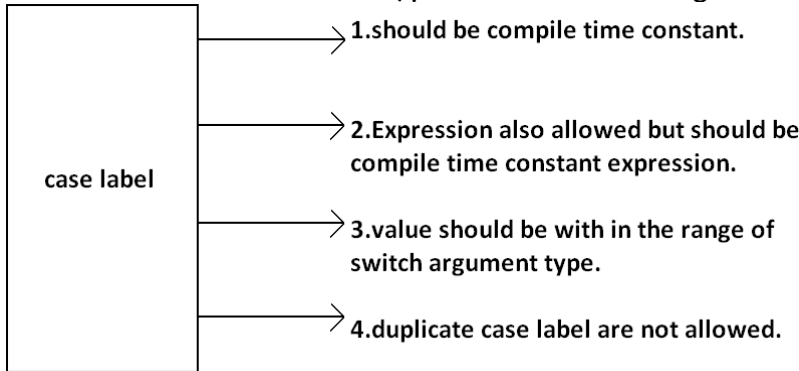 1.should be compile time constant.
2.Expression also allowed but should be
compile time constant expression.
case label
3.value should be with in the range of
switch argument type.
4.duplicate case label are not allowed.